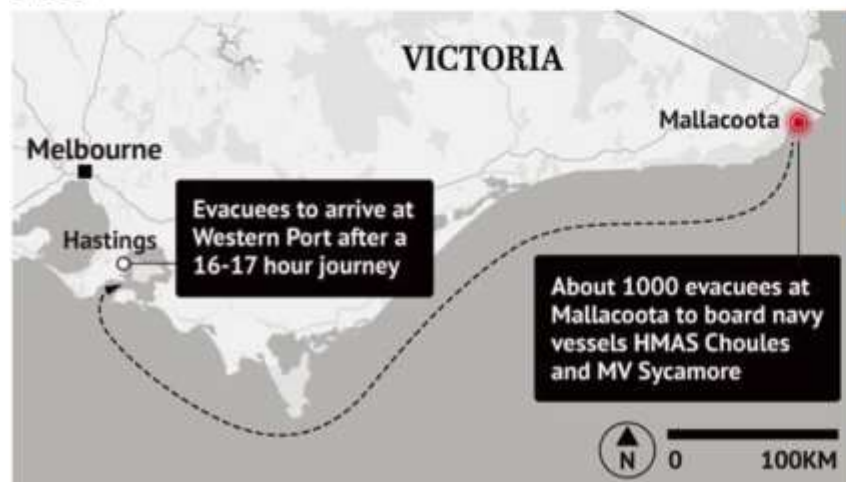 VICTORIA
Mallacoota
Melbourne
Evacuees to arrive at
Western Port after a
16-17 hour journey
Hastings
About 1000 evacuees at
Mallacoota to board navy
vessels HMAS Choules
and MV Sycamore
N
0 100KM